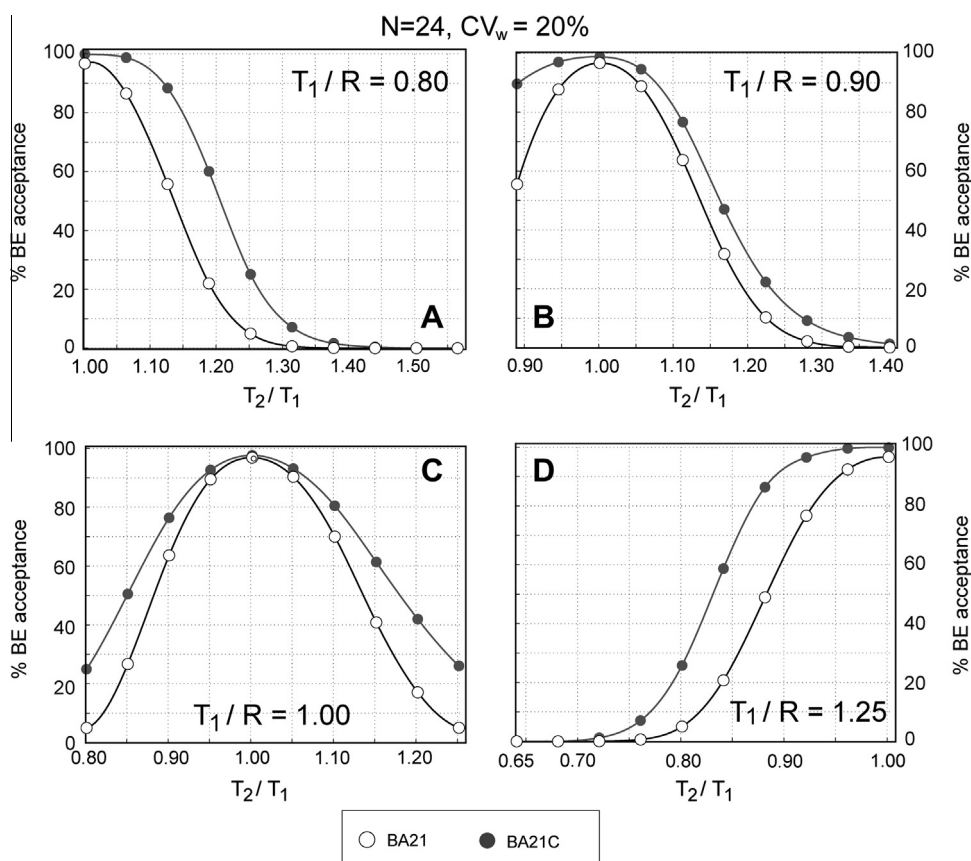 N=24, CVw = 20%
100
80
60
40
20
0
% BE acceptance
T1 / R = 0.80
A
1.00 1.10 1.20 1.30 1.40 1.50
T2 / T1
T1 / R = 0.90
B
100
80
60
40
20
0
% BE acceptance
0.90 1.00 1.10 1.20 1.30 1.40
T2 / T1
100
80
60
40
20
0
% BE acceptance
C
T1 / R = 1.00
0.80 0.90 1.00 1.10 1.20
T2 / T1
D
T1 / R = 1.25
100
80
60
40
20
0
% BE acceptance
0.65 0.70 0.80 0.90 1.00
T2 / T1
BA21 BA21C